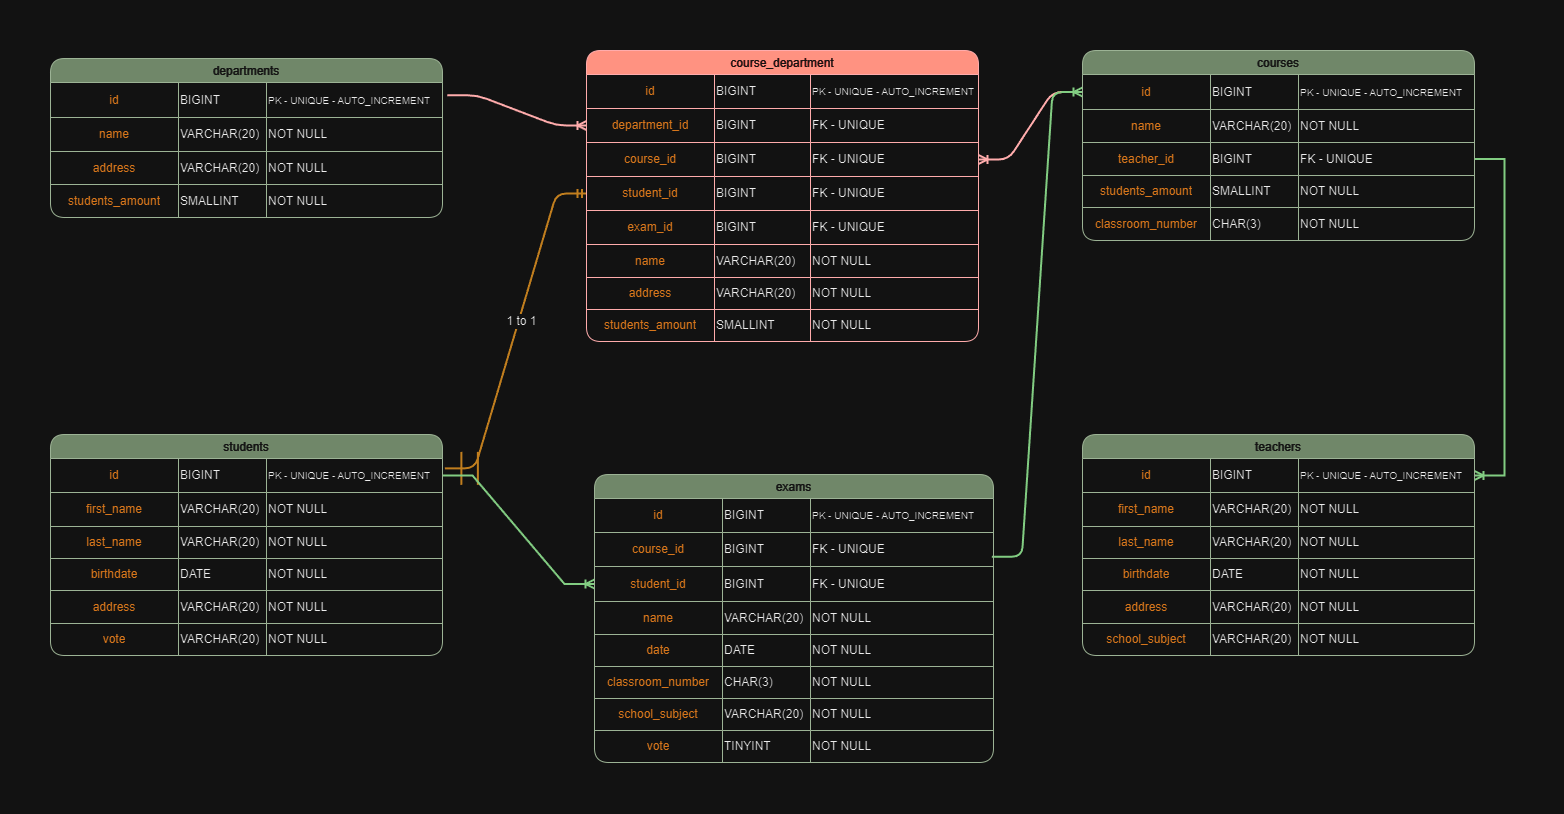 departments
id BIGINT PK - UNIQUE - AUTO_INCREMENT
name VARCHAR(20) NOT NULL
address VARCHAR(20) NOT NULL
students_amount SMALLINT NOT NULL
course_department
id BIGINT PK - UNIQUE - AUTO_INCREMENT
department_id BIGINT FK - UNIQUE
course_id BIGINT FK - UNIQUE
student_id BIGINT FK - UNIQUE
exam_id BIGINT FK - UNIQUE
name VARCHAR(20) NOT NULL
address VARCHAR(20) NOT NULL
students_amount SMALLINT NOT NULL
courses
id BIGINT PK - UNIQUE - AUTO_INCREMENT
name VARCHAR(20) NOT NULL
teacher_id BIGINT FK - UNIQUE
students_amount SMALLINT NOT NULL
classroom_number CHAR(3) NOT NULL
1 to 1
students
id BIGINT PK - UNIQUE - AUTO_INCREMENT
first_name VARCHAR(20) NOT NULL
last_name VARCHAR(20) NOT NULL
birthdate DATE NOT NULL
address VARCHAR(20) NOT NULL
vote VARCHAR(20) NOT NULL
exams
id BIGINT PK - UNIQUE - AUTO_INCREMENT
course_id BIGINT FK - UNIQUE
student_id BIGINT FK - UNIQUE
name VARCHAR(20) NOT NULL
date DATE NOT NULL
classroom_number CHAR(3) NOT NULL
school_subject VARCHAR(20) NOT NULL
vote TINYINT NOT NULL
teachers
id BIGINT PK - UNIQUE - AUTO_INCREMENT
first_name VARCHAR(20) NOT NULL
last_name VARCHAR(20) NOT NULL
birthdate DATE NOT NULL
address VARCHAR(20) NOT NULL
school_subject VARCHAR(20) NOT NULL